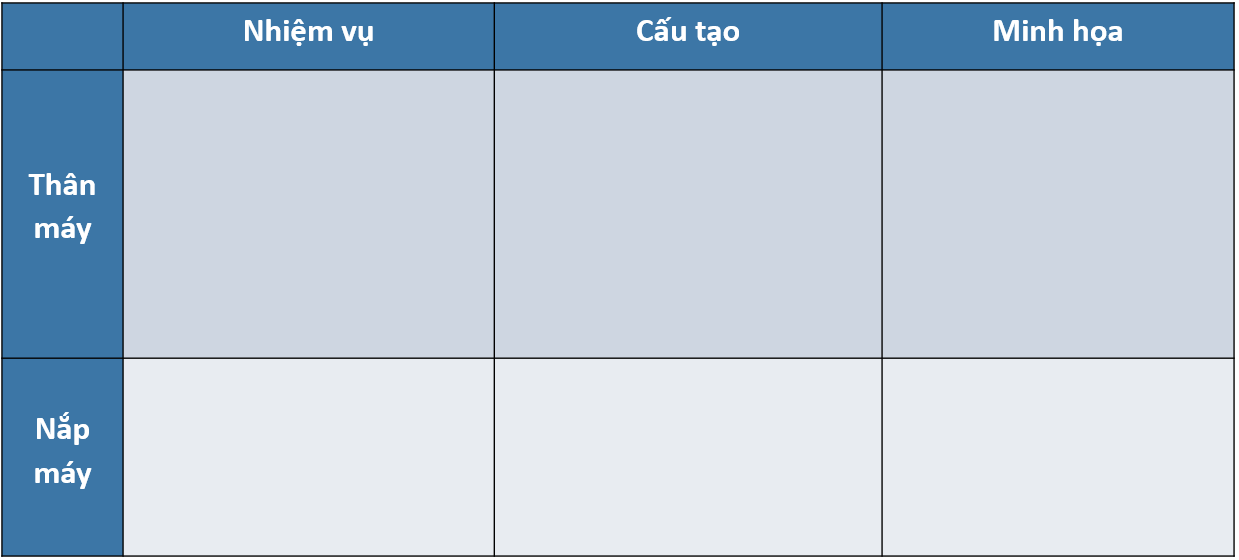 Nhiệm vụ
Cấu tạo
Minh họa
Thân
máy
Nắp
máy